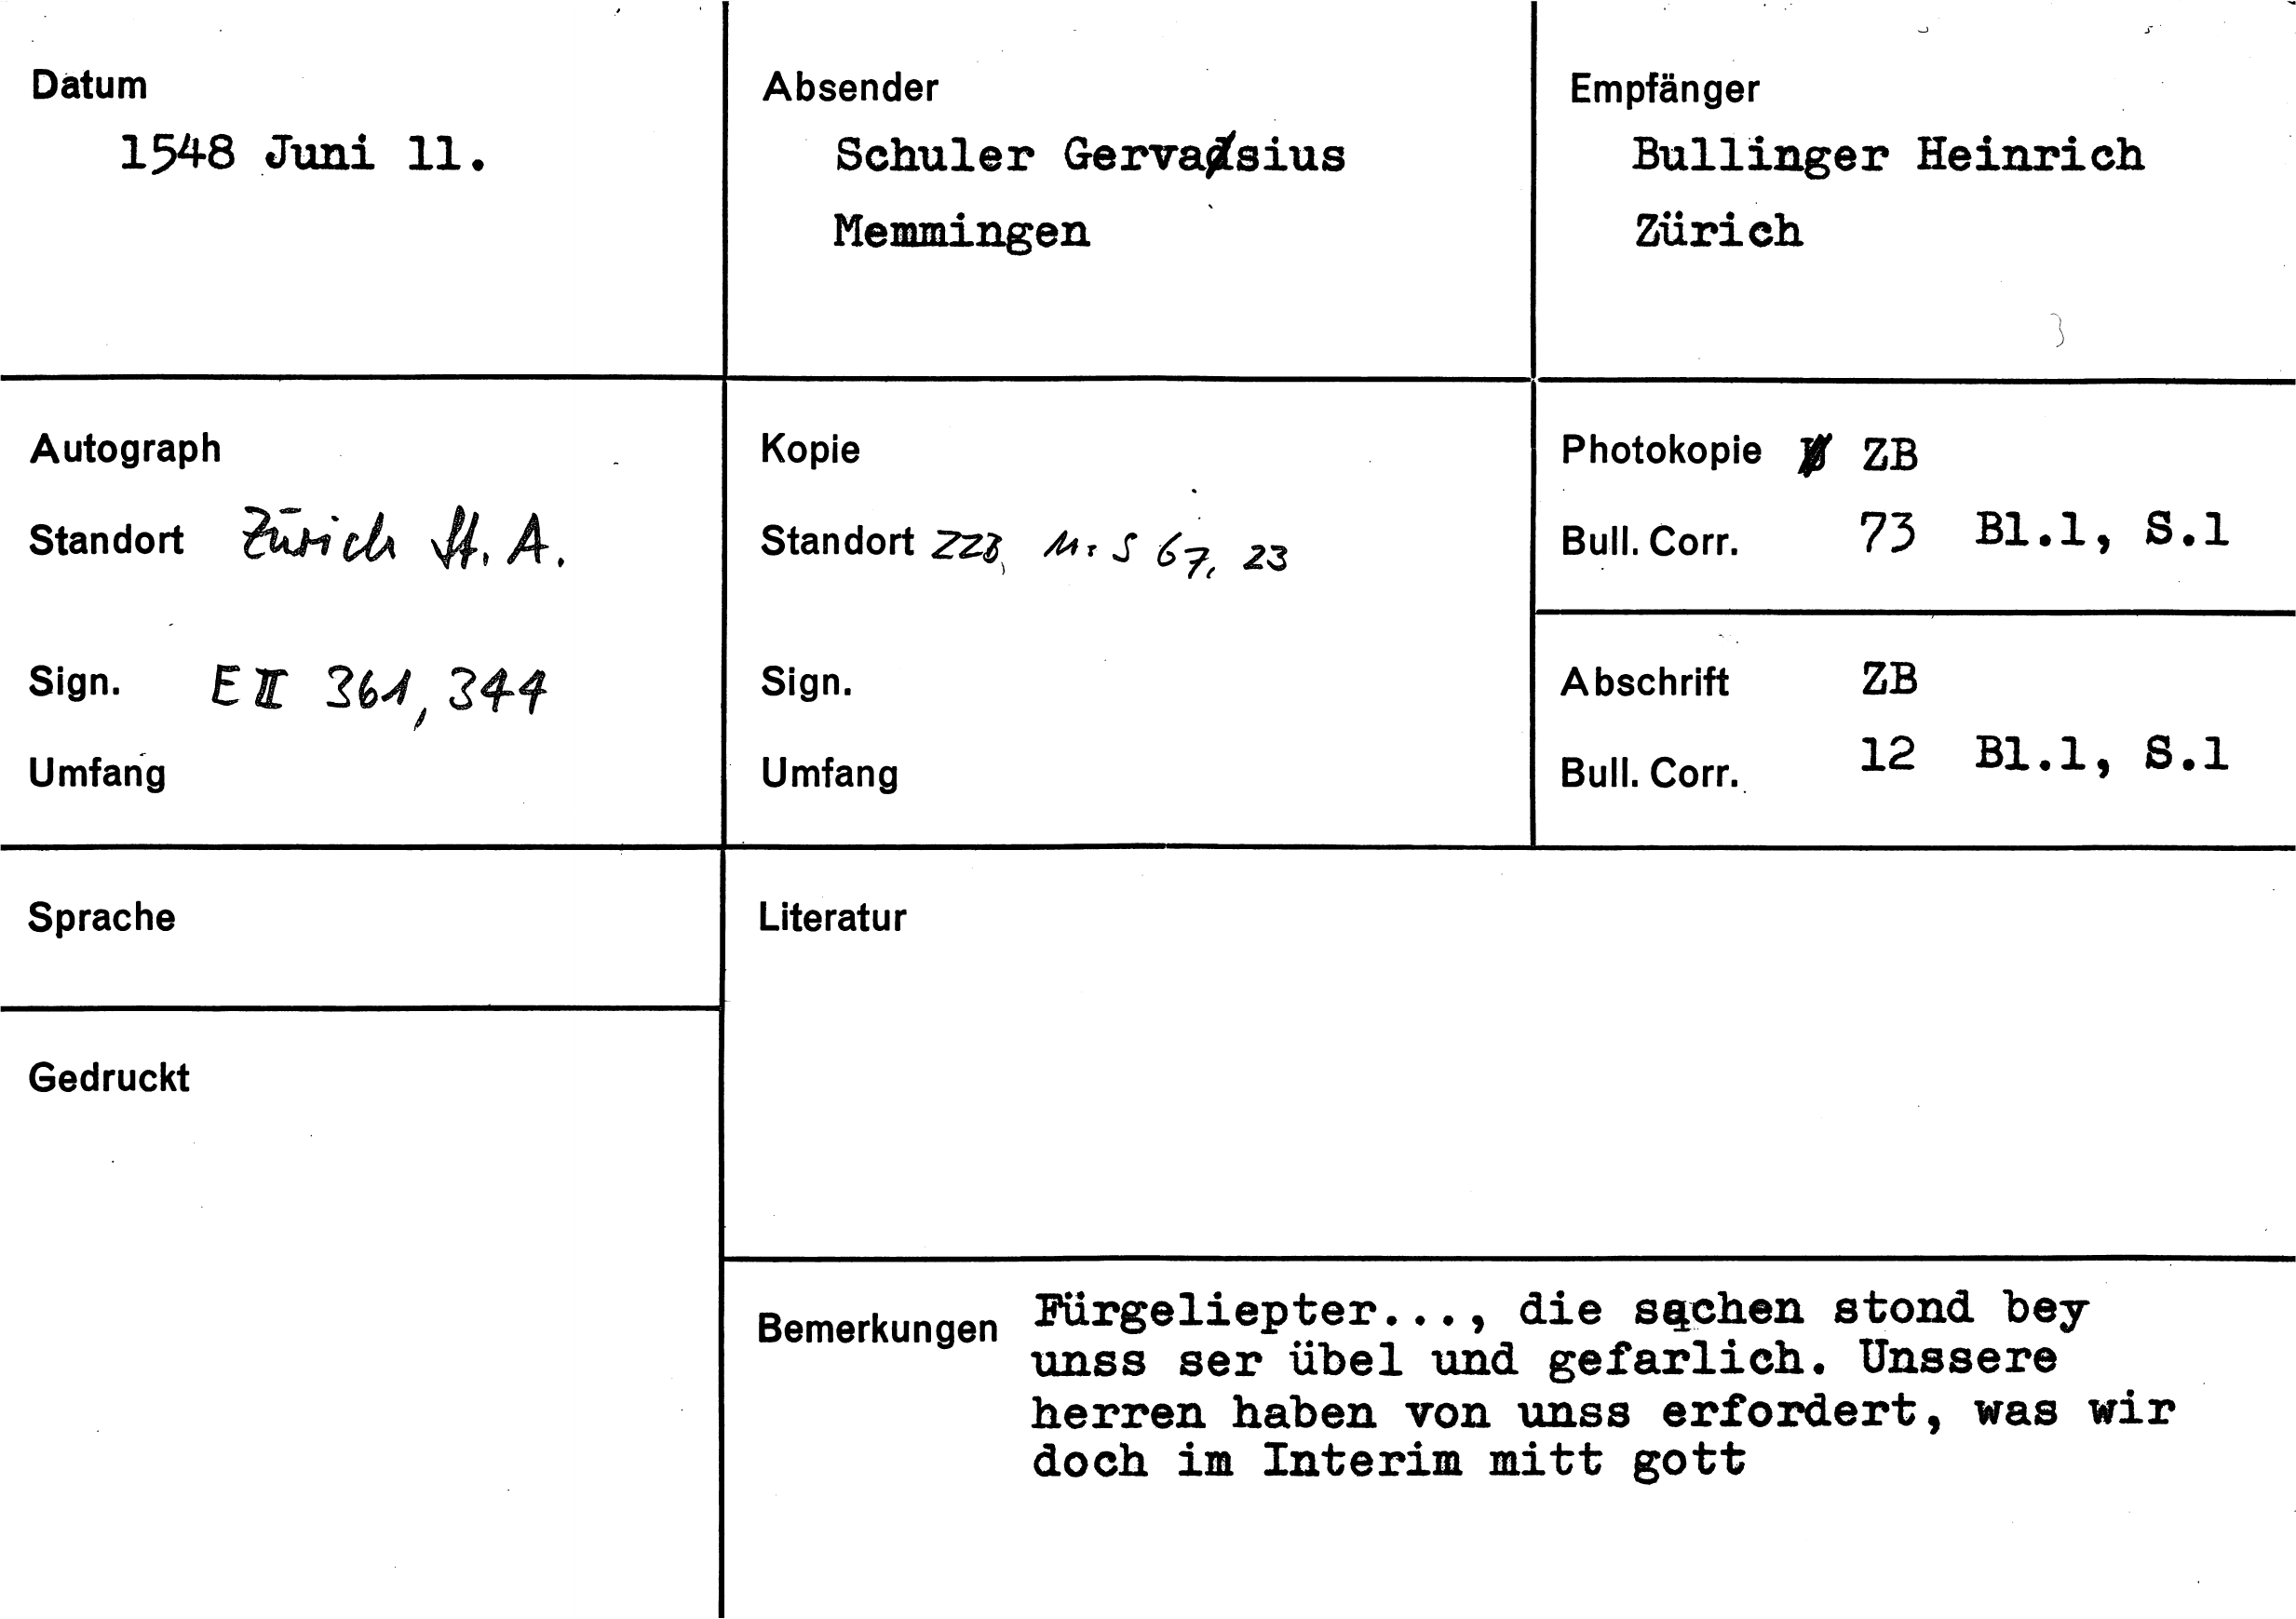 Datum
1548 Juni 11.
Absender
Schuler Gervasius
Memmingen
Empfänger
Bullinger Heinrich
Zürich
Autograph
Standort Zürich St. A.
Sign. E II 361, 344
Umfang
Kopie
Standort ZZB, Ms S 67, 23
Sign.
Umfang
Photokopie ZB
Bull. Corr. 73 Bl.1, S.1
Abschrift ZB
Bull. Corr. 12 Bl.1, S.1
Sprache
Gedruckt
Literatur
Bemerkungen Fürgeliepter..., die sachen stond bey
unss ser übel und gefarlich. Unssere
herren haben von unss erfordert, was wir
doch im Interim mitt gott